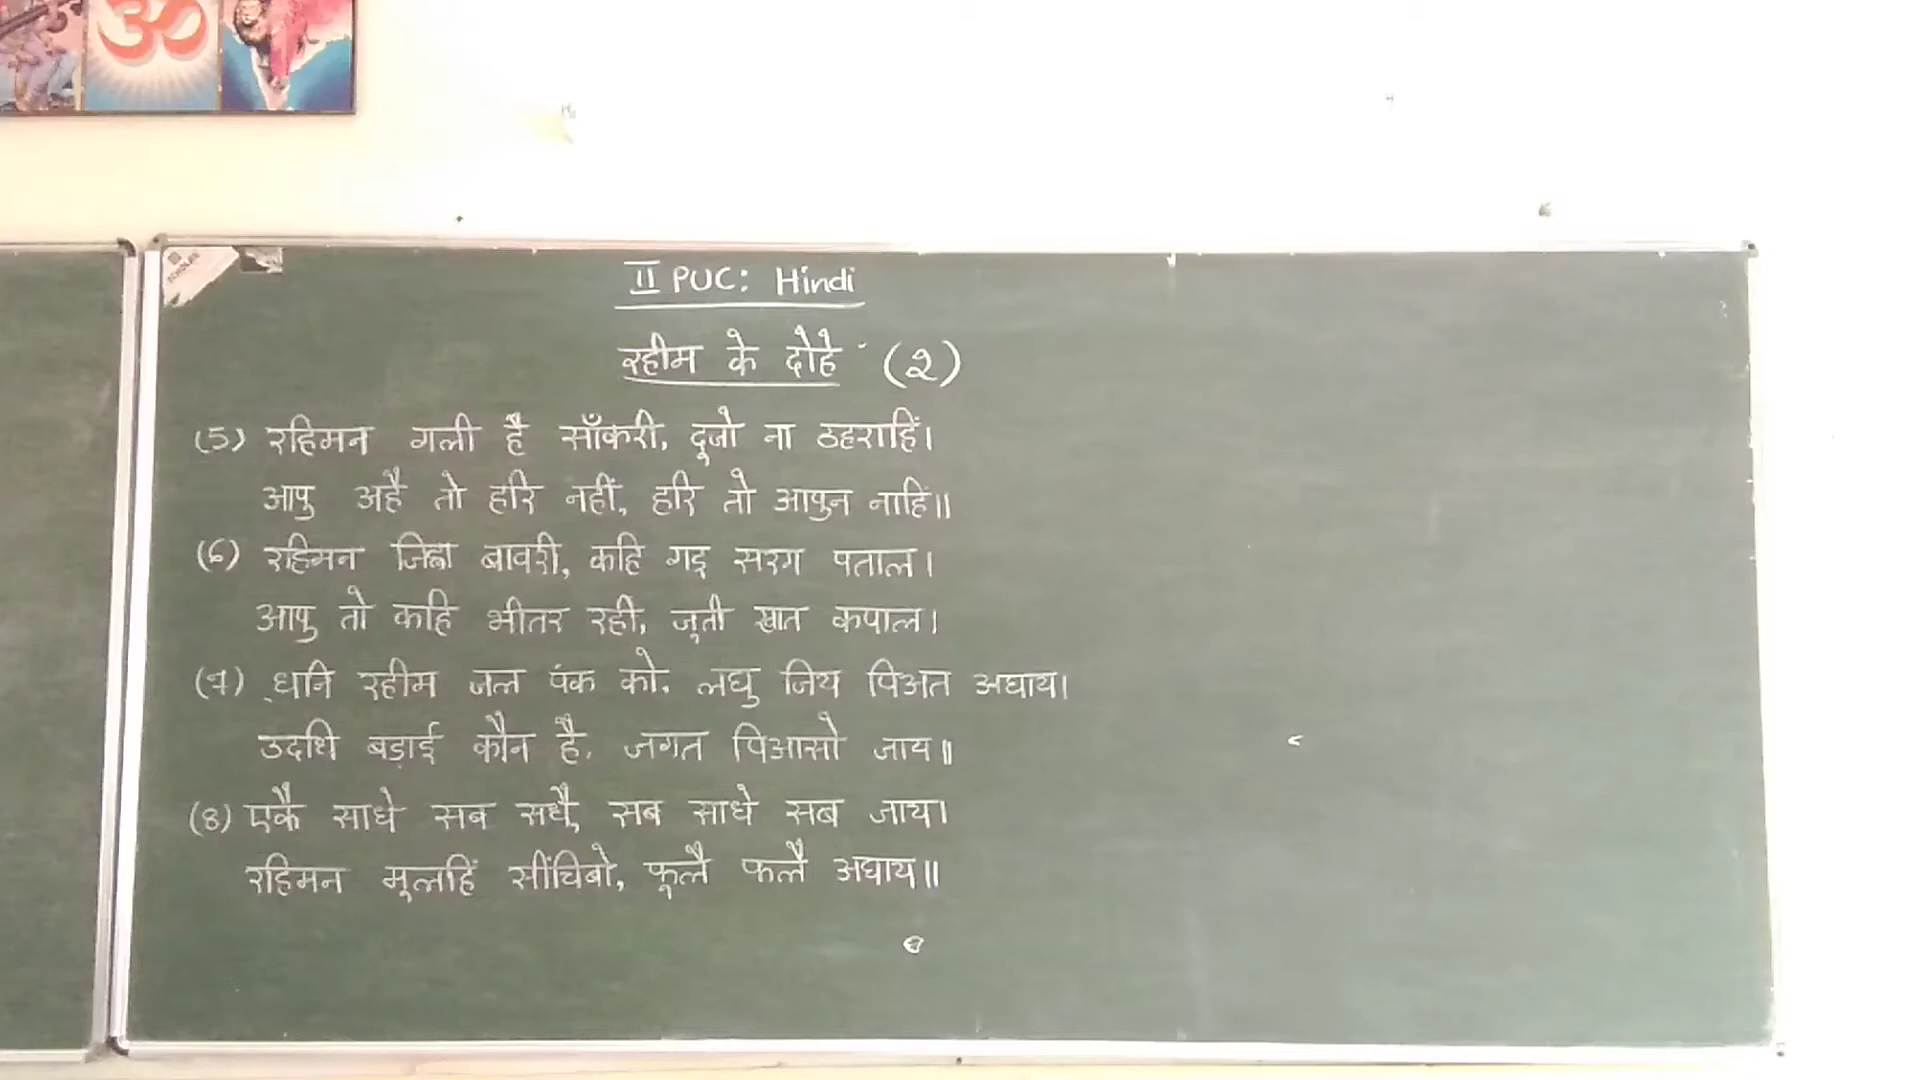 ॐ
SCHOLAR
II PUC: Hindi
रहीम के दोहे (२)
(5) रहिमन गली है साँकरी, दूजो ना ठहराहिं।
आपु अहै तो हरि नहीं, हरि तो आपुन नाहिं॥
(6) रहिमन जिह्वा बावरी, कहि गइ सरग पताल।
आपु तो कहि भीतर रही, जूती खात कपाल।
(7) धनि रहीम जल पंक को, लघु जिय पिअत अघाय।
उदधि बड़ाई कौन है, जगत पिआसो जाय॥
(8) एकै साधे सब सधै, सब साधे सब जाय।
रहिमन मूलहिं सींचिबो, फूलै फलै अघाय॥